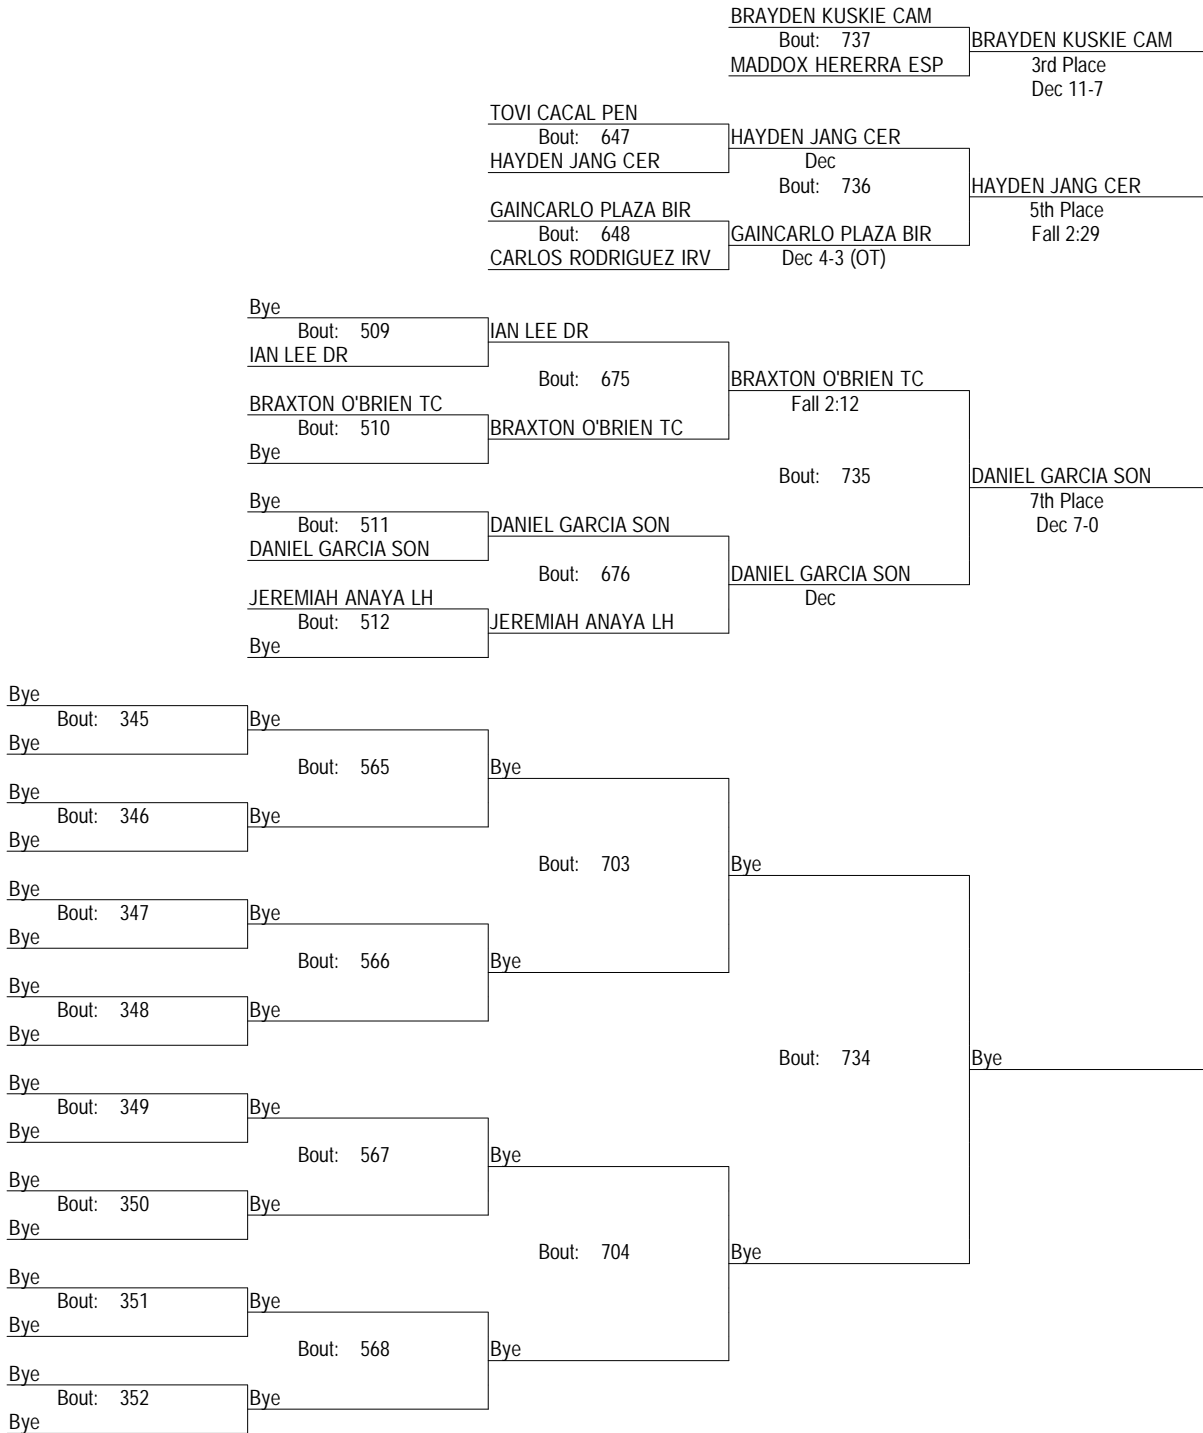 BRAYDEN KUSKIE CAM
Bout: 737
MADDOX HERERRA ESP
BRAYDEN KUSKIE CAM
3rd Place
Dec 11-7
TOVI CACAL PEN
Bout: 647
HAYDEN JANG CER
HAYDEN JANG CER
Dec
Bout: 736
HAYDEN JANG CER
5th Place
Fall 2:29
GAINCARLO PLAZA BIR
Bout: 648
CARLOS RODRIGUEZ IRV
GAINCARLO PLAZA BIR
Dec 4-3 (OT)
Bye
Bout: 509
IAN LEE DR
IAN LEE DR
Bout: 675
BRAXTON O'BRIEN TC
Fall 2:12
BRAXTON O'BRIEN TC
Bout: 510
Bye
BRAXTON O'BRIEN TC
Bout: 735
DANIEL GARCIA SON
7th Place
Dec 7-0
Bye
Bout: 511
DANIEL GARCIA SON
DANIEL GARCIA SON
Bout: 676
DANIEL GARCIA SON
Dec
JEREMIAH ANAYA LH
Bout: 512
Bye
JEREMIAH ANAYA LH
Bye
Bout: 345
Bye
Bye
Bout: 565
Bye
Bye
Bout: 346
Bye
Bye
Bout: 703
Bye
Bye
Bout: 347
Bye
Bye
Bout: 566
Bye
Bye
Bout: 348
Bye
Bye
Bout: 734
Bye
Bye
Bout: 349
Bye
Bye
Bout: 567
Bye
Bye
Bout: 350
Bye
Bye
Bout: 704
Bye
Bye
Bout: 351
Bye
Bye
Bout: 568
Bye
Bye
Bout: 352
Bye
Bye